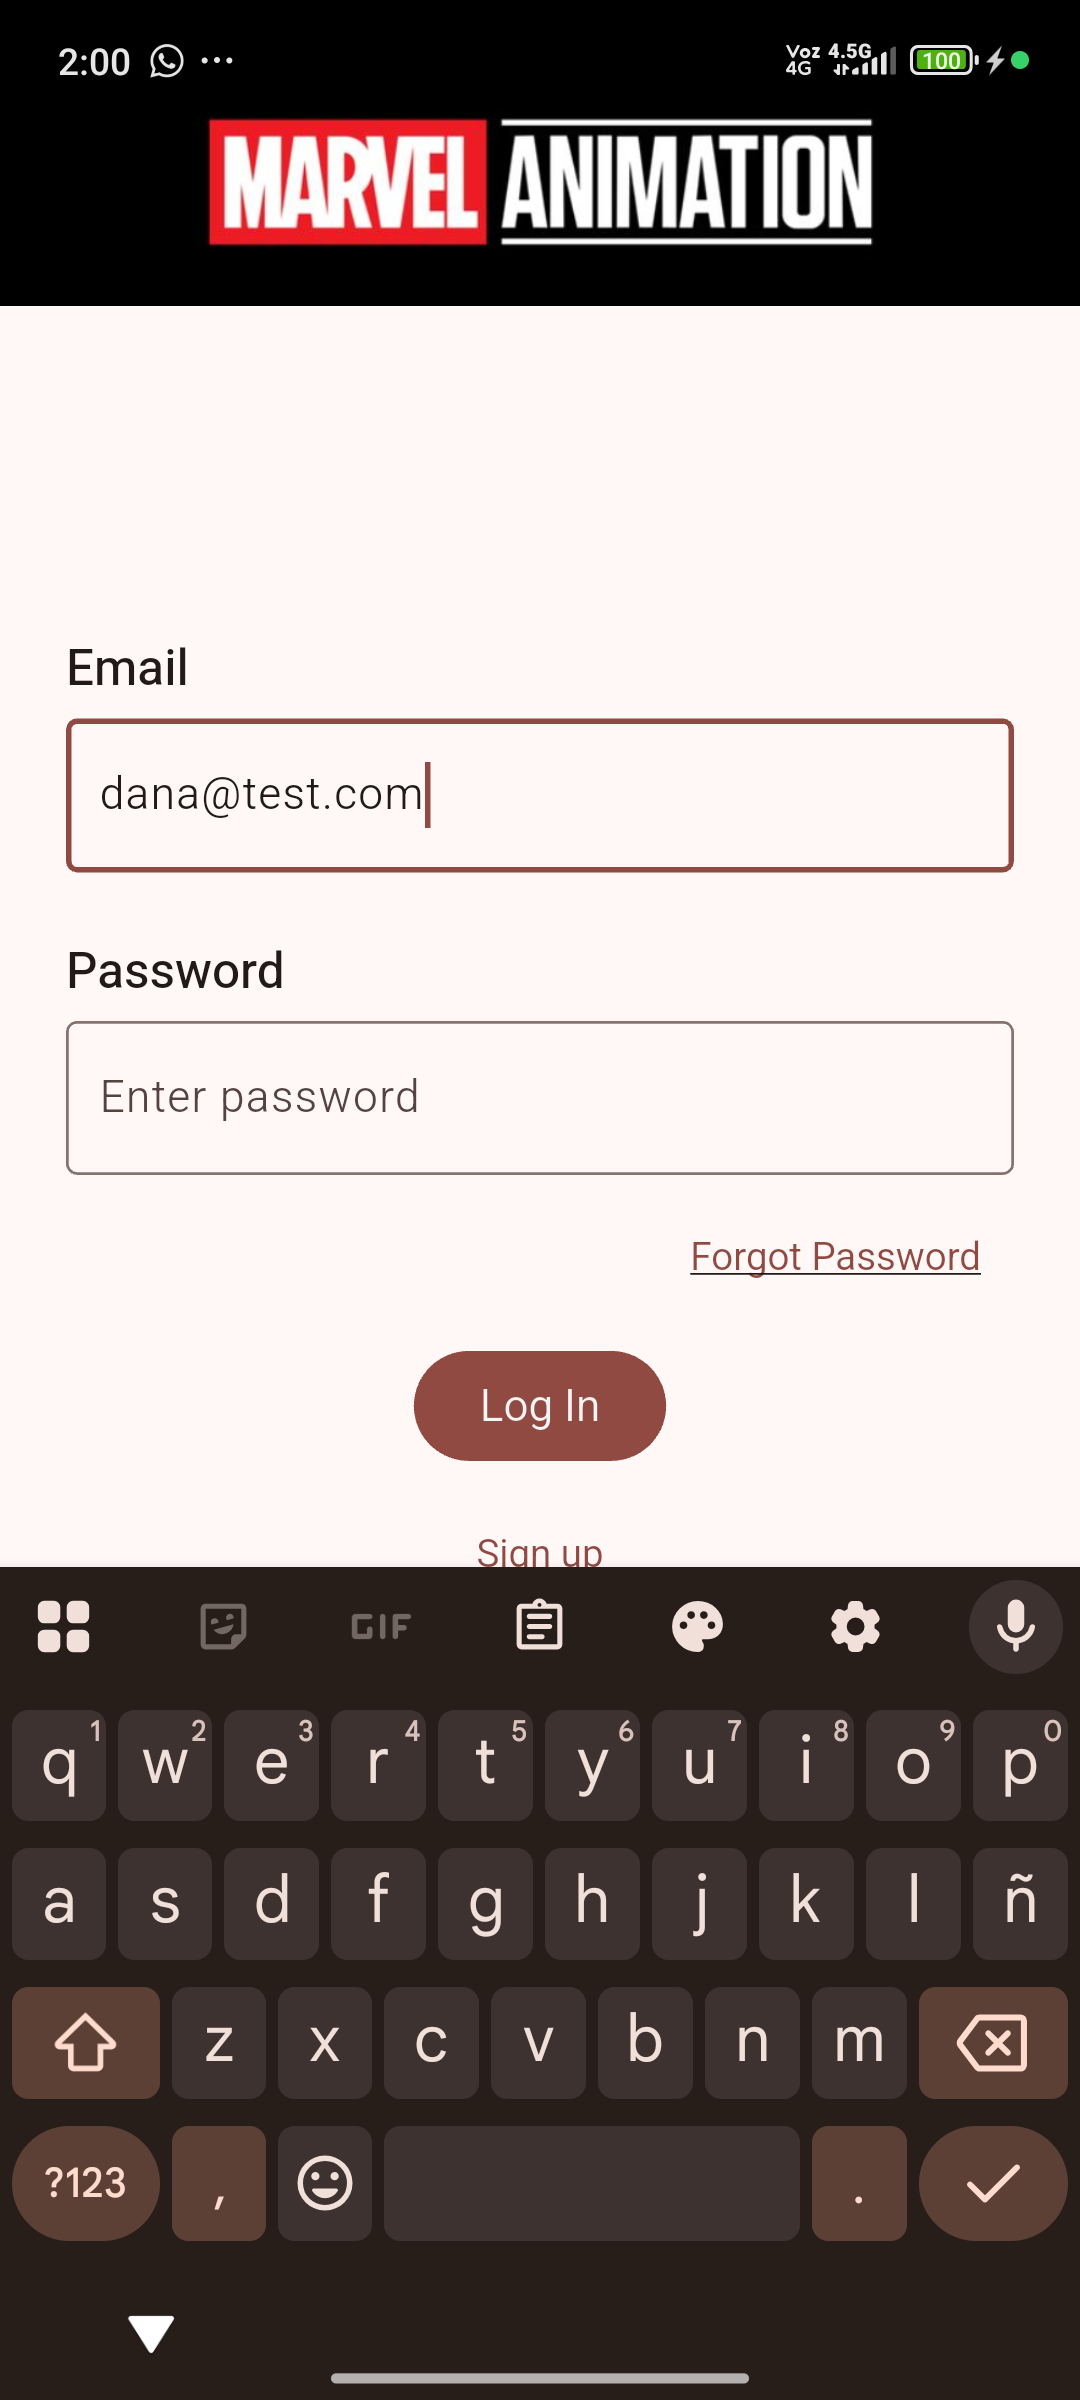 2:00
Voz 4.5G
4G
100
MARVEL ANIMATION
Email
dana@test.com
Password
Enter password
Forgot Password
Log In
Sign up
GIF
q 1 w 2 e 3 r 4 t 5 y 6 u 7 i 8 o 9 p 0
a s d f g h j k l ñ
z x c v b n m
?123 , .